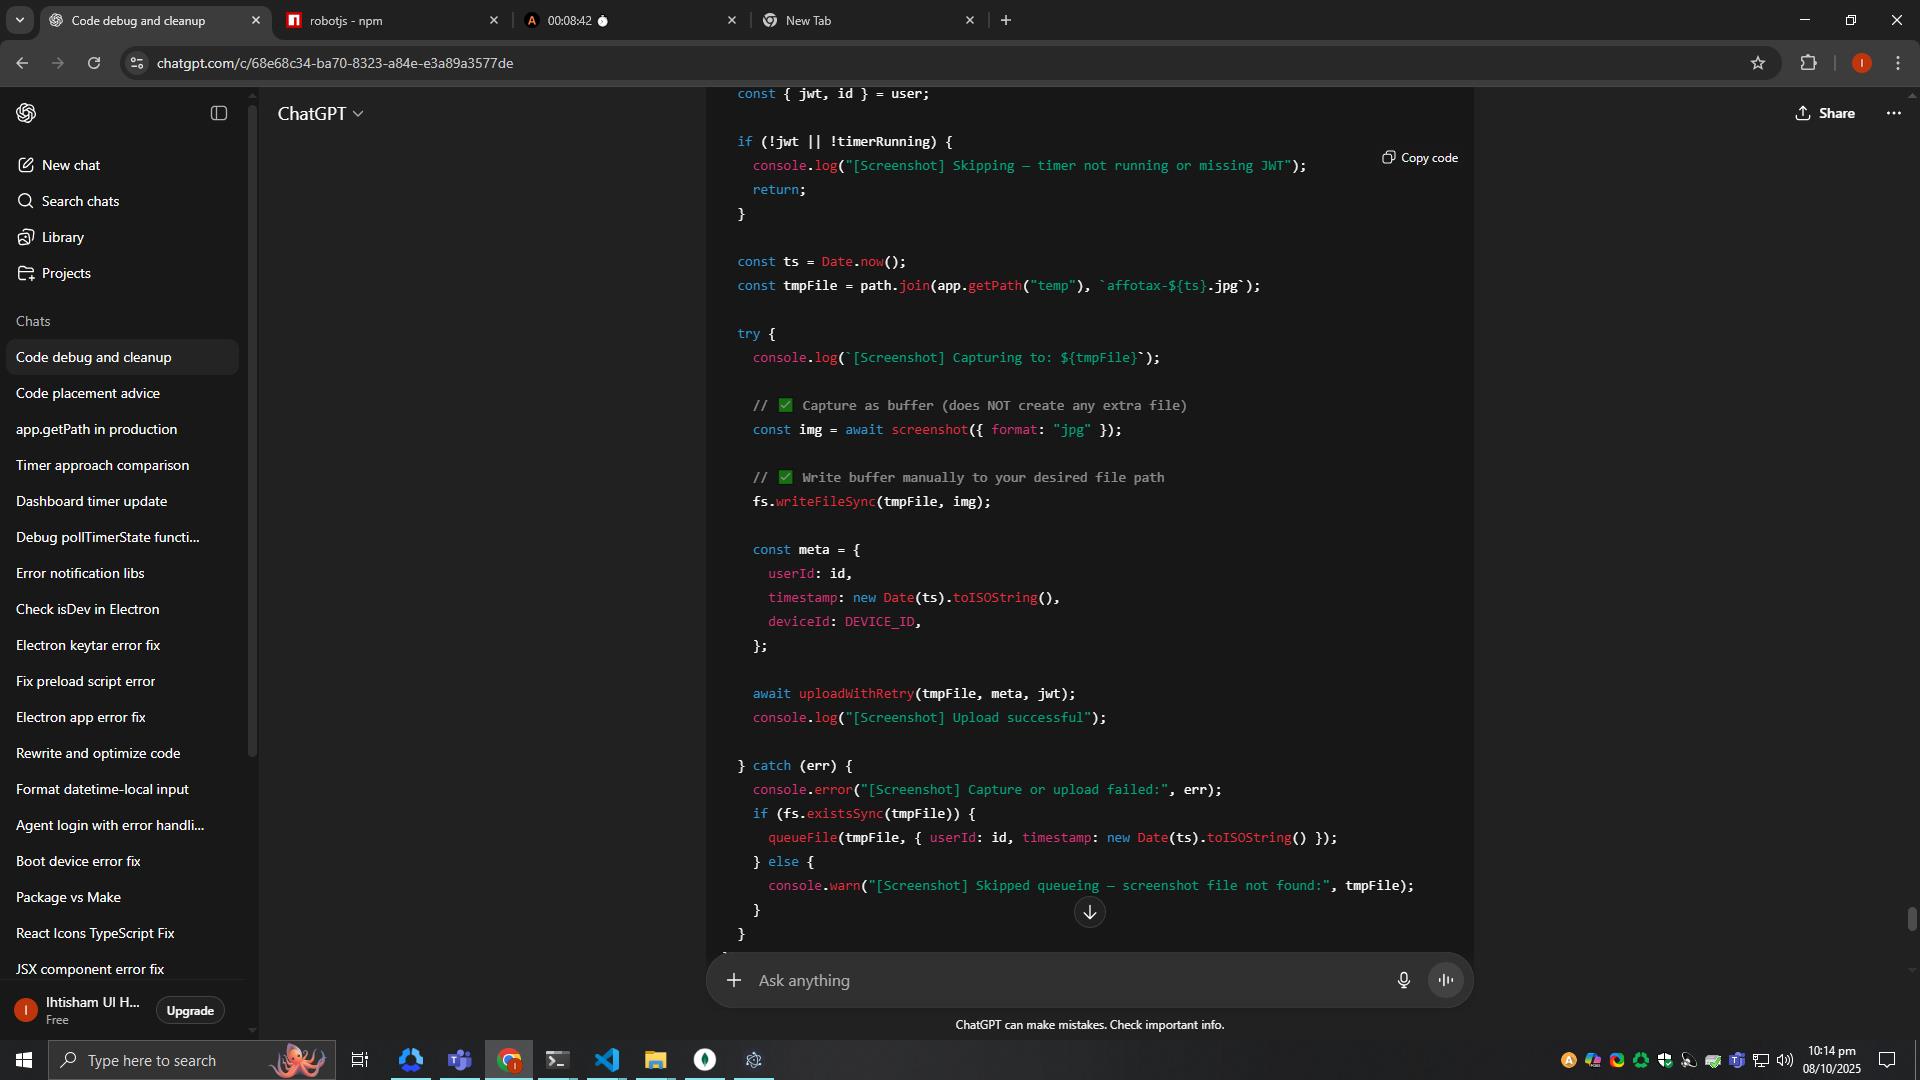 Code debug and cleanup
robotjs - npm
A 00:08:42
New Tab
chatgpt.com/c/68e68c34-ba70-8323-a84e-e3a89a3577de
I
ChatGPT
Share
New chat
Search chats
Library
Projects
Chats
Code debug and cleanup
Code placement advice
app.getPath in production
Timer approach comparison
Dashboard timer update
Debug pollTimerState functi...
Error notification libs
Check isDev in Electron
Electron keytar error fix
Fix preload script error
Electron app error fix
Rewrite and optimize code
Format datetime-local input
Agent login with error handli...
Boot device error fix
Package vs Make
React Icons TypeScript Fix
JSX component error fix
I
Ihtisham Ul H...
Free
Upgrade
Copy code
const { jwt, id } = user;
if (!jwt || !timerRunning) {
console.log("[Screenshot] Skipping — timer not running or missing JWT");
return;
}
const ts = Date.now();
const tmpFile = path.join(app.getPath("temp"), `affotax-${ts}.jpg`);
try {
console.log(`[Screenshot] Capturing to: ${tmpFile}`);
// ✅ Capture as buffer (does NOT create any extra file)
const img = await screenshot({ format: "jpg" });
// ✅ Write buffer manually to your desired file path
fs.writeFileSync(tmpFile, img);
const meta = {
userId: id,
timestamp: new Date(ts).toISOString(),
deviceId: DEVICE_ID,
};
await uploadWithRetry(tmpFile, meta, jwt);
console.log("[Screenshot] Upload successful");
} catch (err) {
console.error("[Screenshot] Capture or upload failed:", err);
if (fs.existsSync(tmpFile)) {
queueFile(tmpFile, { userId: id, timestamp: new Date(ts).toISOString() });
} else {
console.warn("[Screenshot] Skipped queueing — screenshot file not found:", tmpFile);
}
}
Ask anything
ChatGPT can make mistakes. Check important info.
Type here to search
10:14 pm
08/10/2025